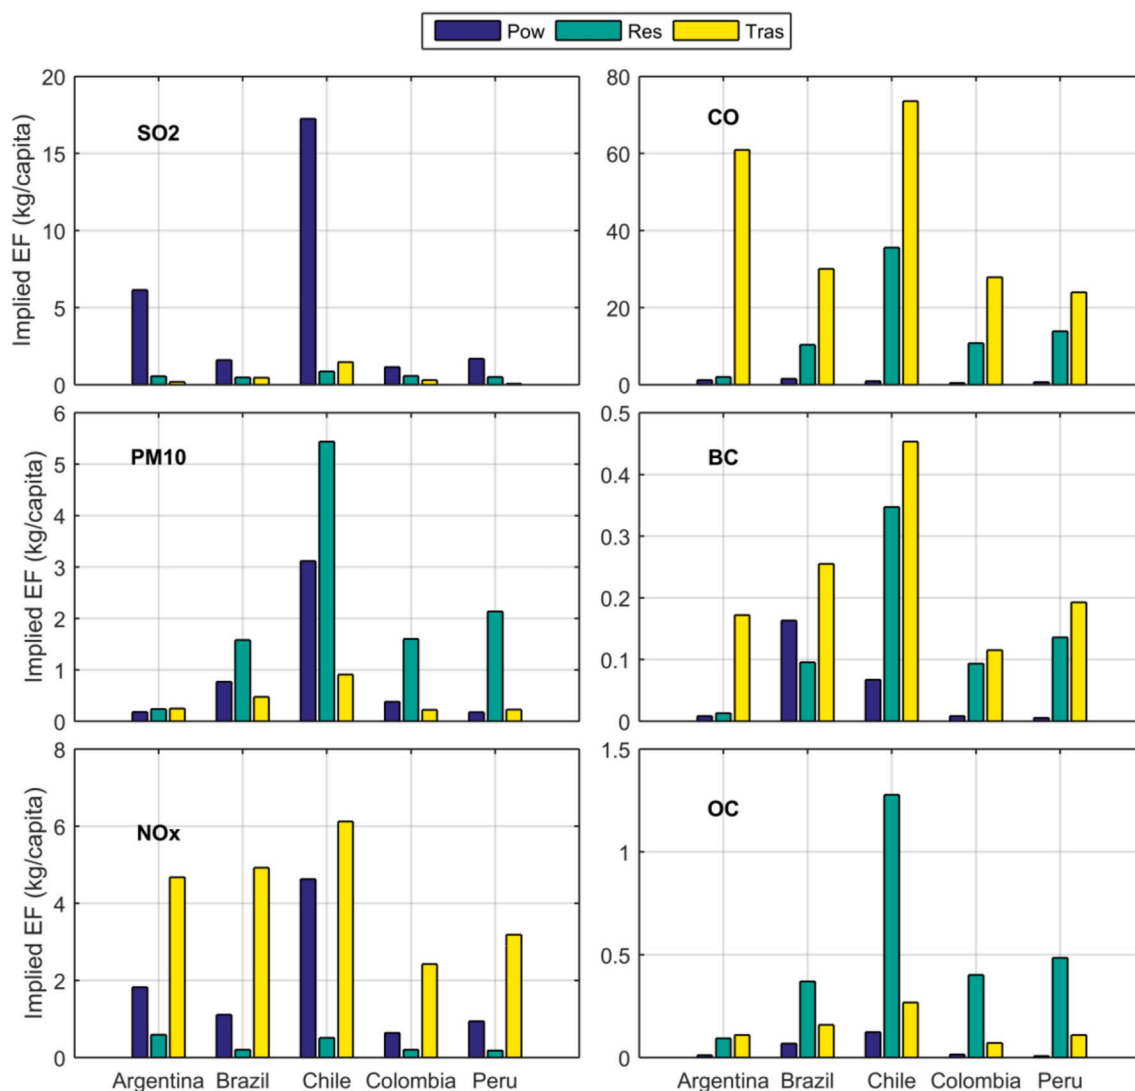 Pow Res Tras
20
15
10
5
0
Implied EF (kg/capita)
SO2
80
60
40
20
0
CO
6
5
4
3
2
1
0
Implied EF (kg/capita)
PM10
0.5
0.4
0.3
0.2
0.1
0
BC
8
6
4
2
0
Implied EF (kg/capita)
NOx
Argentina Brazil Chile Colombia Peru
1.5
1
0.5
0
OC
Argentina Brazil Chile Colombia Peru